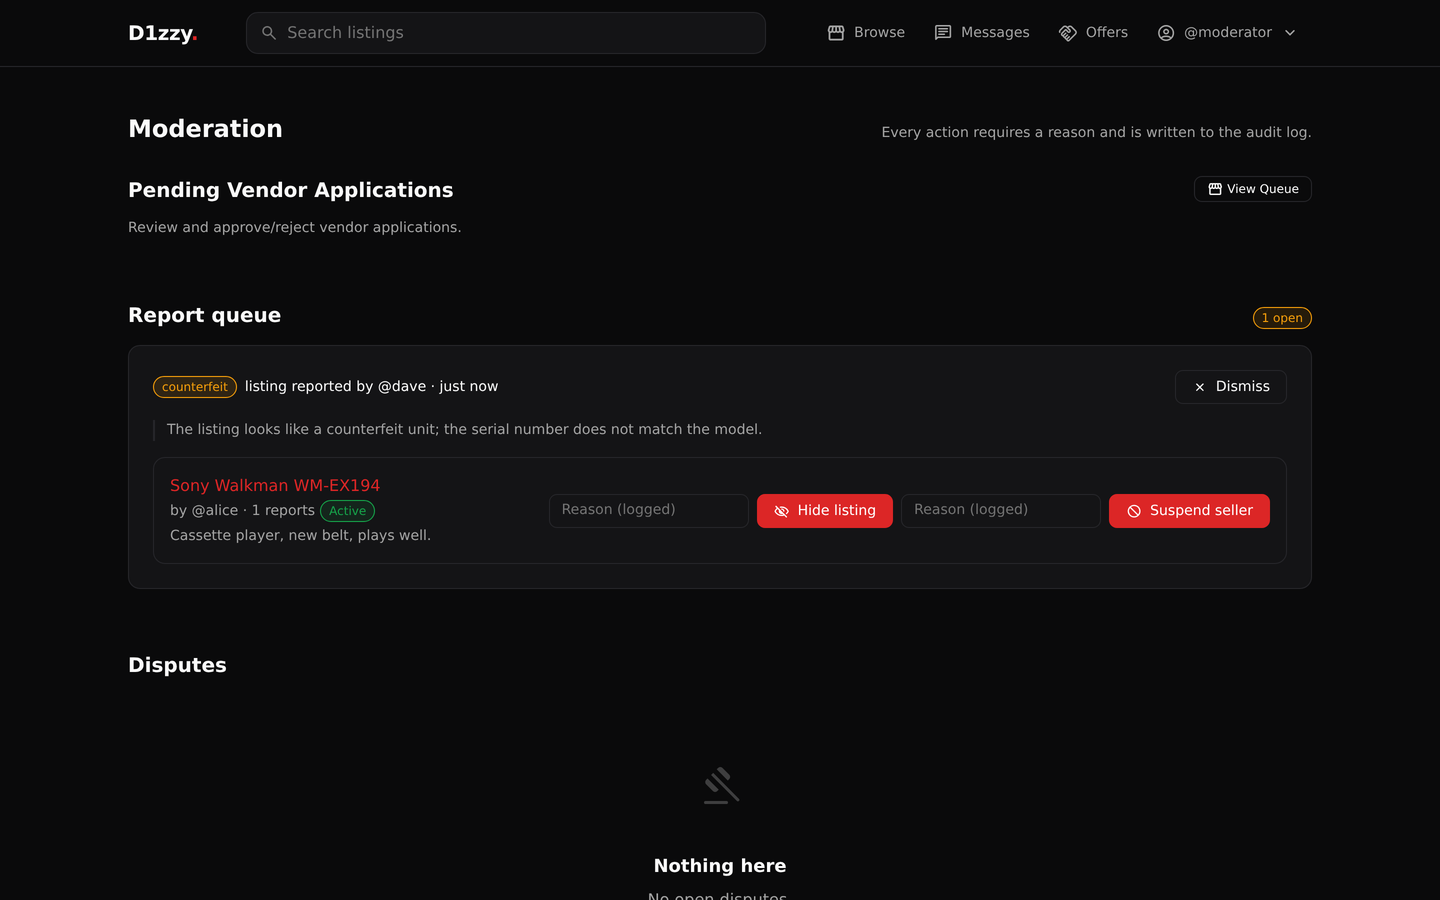 D1zzy.
Search listings
Browse
Messages
Offers
@moderator
Moderation
Every action requires a reason and is written to the audit log.
Pending Vendor Applications
View Queue
Review and approve/reject vendor applications.
Report queue
1 open
counterfeit listing reported by @dave · just now
Dismiss
The listing looks like a counterfeit unit; the serial number does not match the model.
Sony Walkman WM-EX194
by @alice · 1 reports Active
Cassette player, new belt, plays well.
Reason (logged)
Hide listing
Reason (logged)
Suspend seller
Disputes
Nothing here
No open disputes